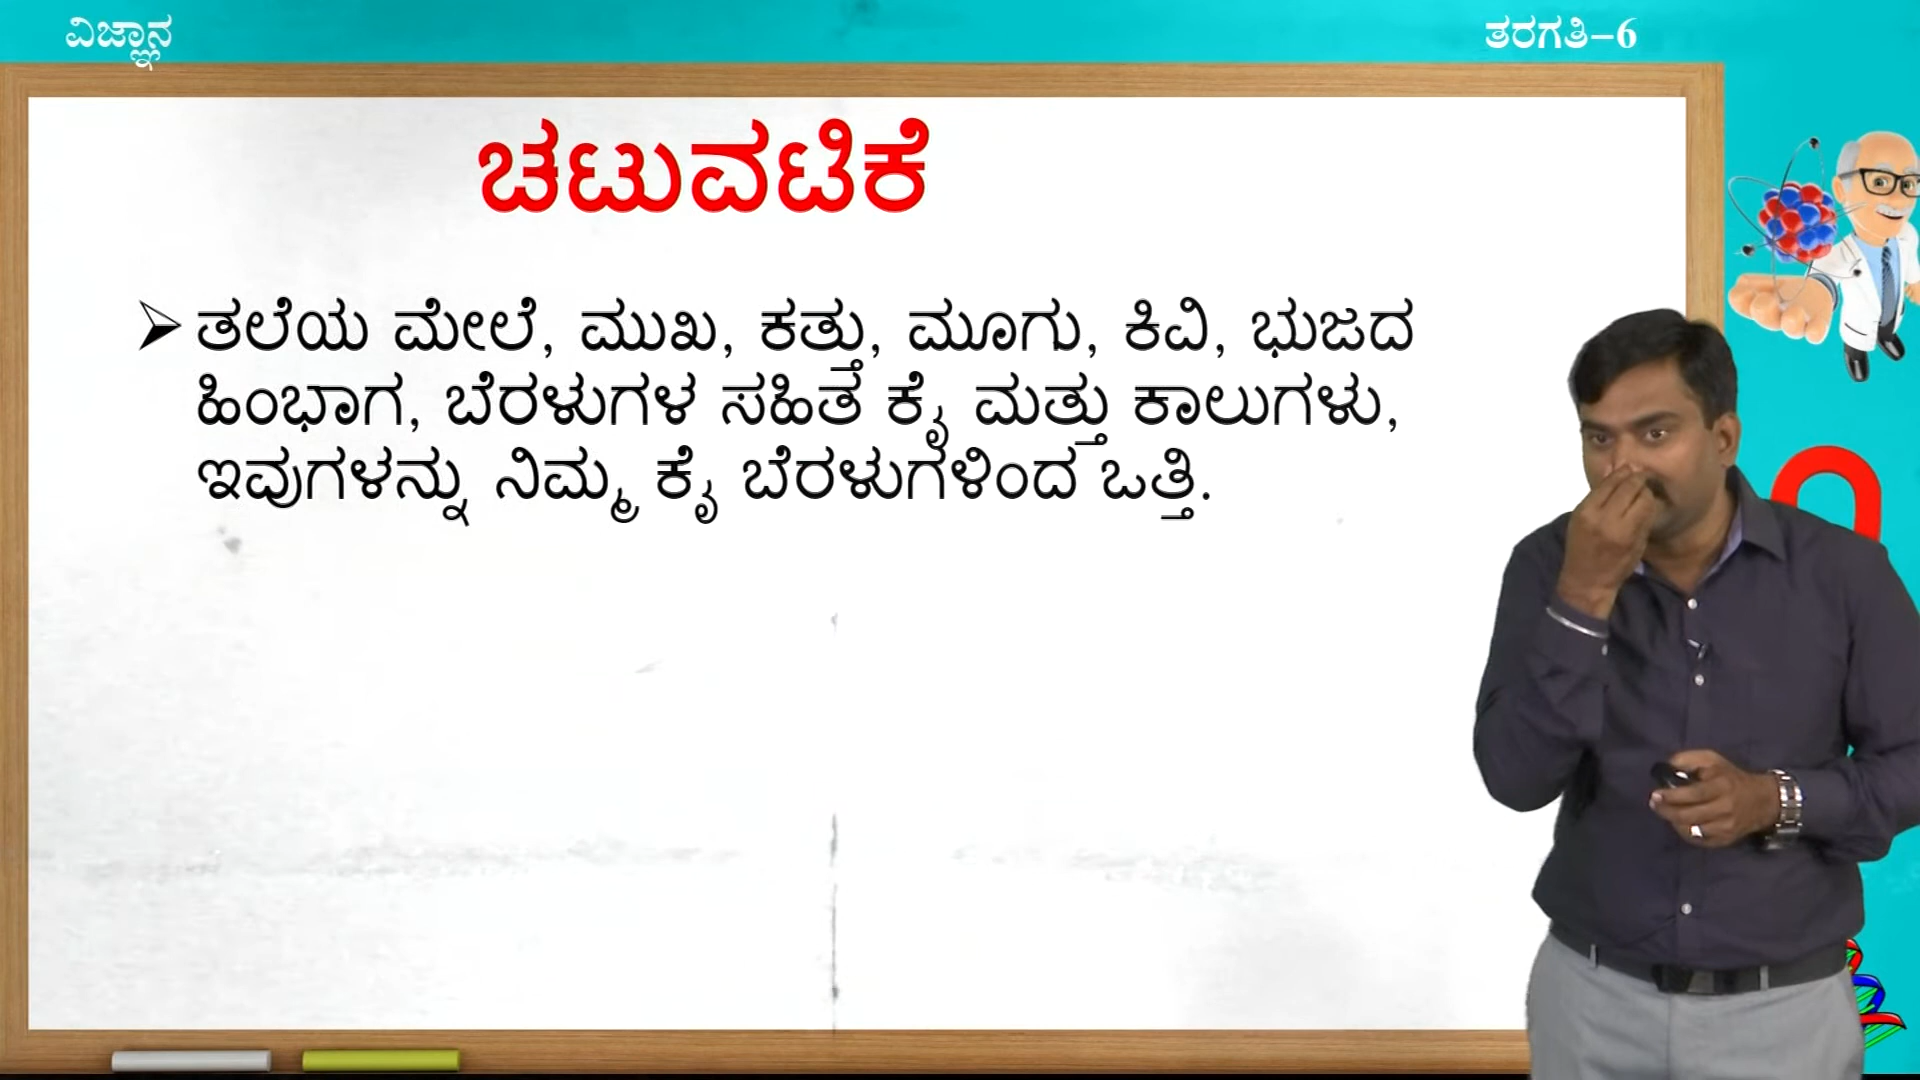 ವಿಜ್ಞಾನ
ತರಗತಿ–6
ಚಟುವಟಿಕೆ
➢ ತಲೆಯ ಮೇಲೆ, ಮುಖ, ಕತ್ತು, ಮೂಗು, ಕಿವಿ, ಭುಜದ
ಹಿಂಭಾಗ, ಬೆರಳುಗಳ ಸಹಿತ ಕೈ ಮತ್ತು ಕಾಲುಗಳು,
ಇವುಗಳನ್ನು ನಿಮ್ಮ ಕೈ ಬೆರಳುಗಳಿಂದ ಒತ್ತಿ.